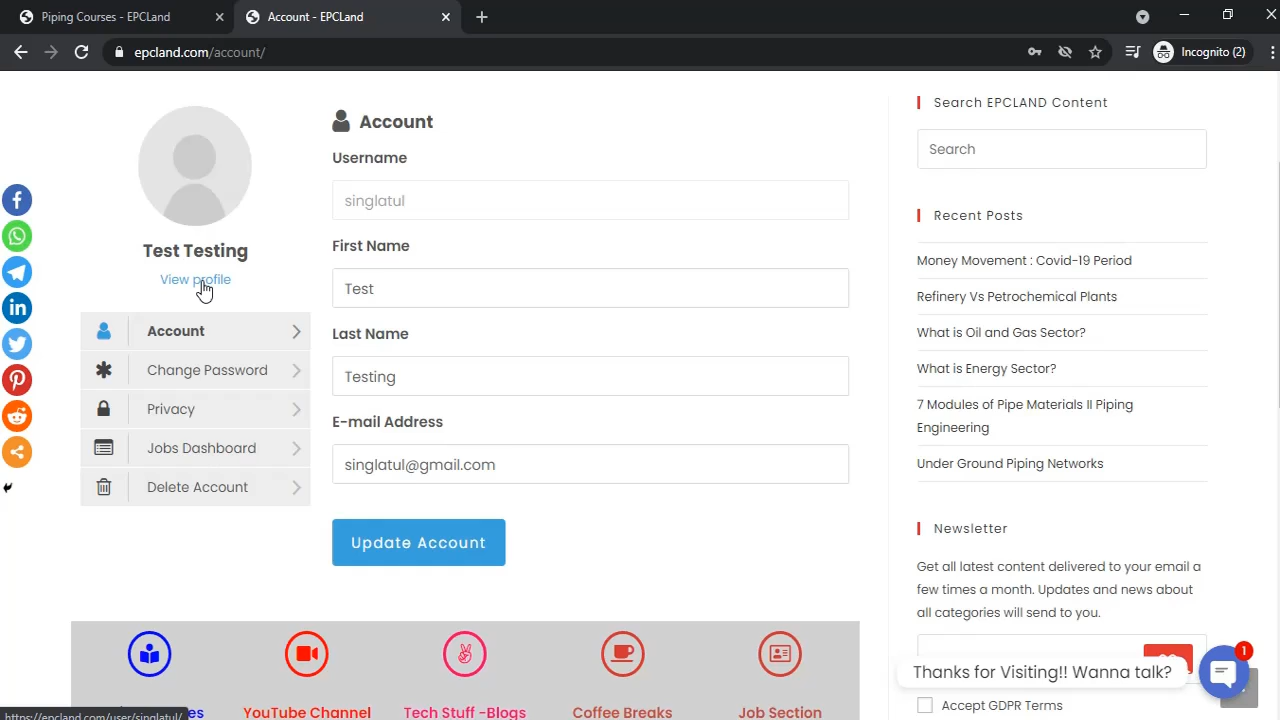 Piping Courses - EPCLand
Account - EPCLand
epcland.com/account/
Incognito (2)
Test Testing
View profile
Account
Change Password
Privacy
Jobs Dashboard
Delete Account
Account
Username
singlatul
First Name
Test
Last Name
Testing
E-mail Address
singlatul@gmail.com
Update Account
Search EPCLAND Content
Search
Recent Posts
Money Movement : Covid-19 Period
Refinery Vs Petrochemical Plants
What is Oil and Gas Sector?
What is Energy Sector?
7 Modules of Pipe Materials II Piping
Engineering
Under Ground Piping Networks
Newsletter
Get all latest content delivered to your email a
few times a month. Updates and news about
all categories will send to you.
Thanks for Visiting!! Wanna talk?
1
Accept GDPR Terms
YouTube Channel
Tech Stuff -Blogs
Coffee Breaks
Job Section
https://epcland.com/user/singlatul/